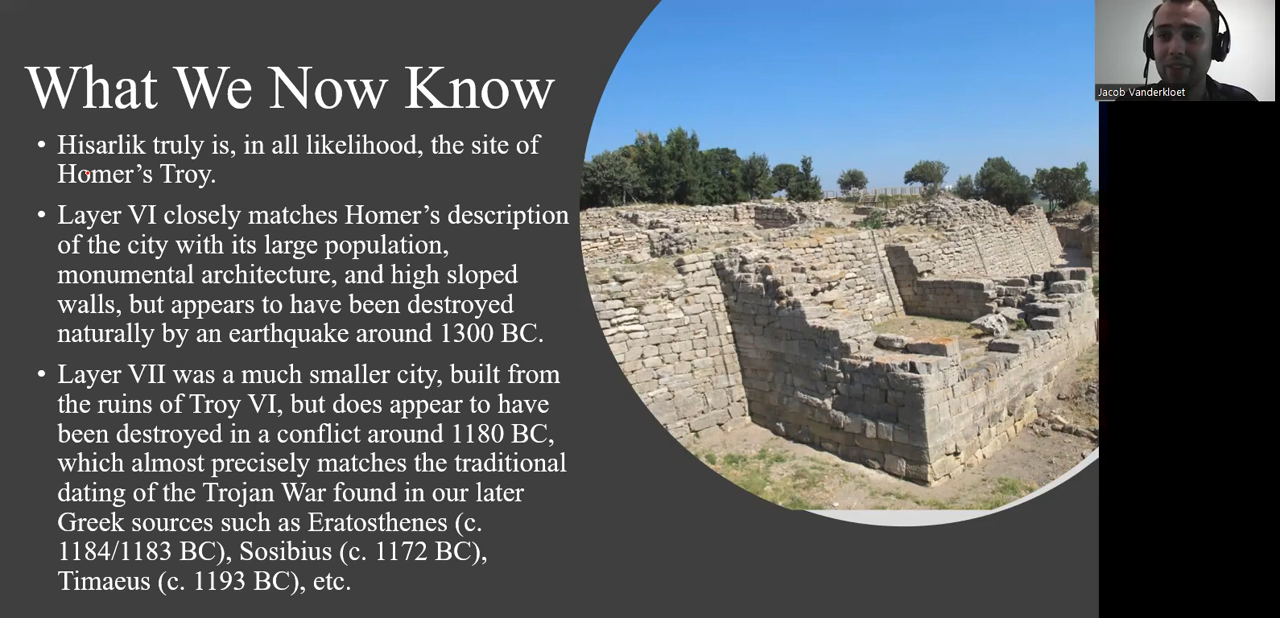 What We Now Know
• Hisarlik truly is, in all likelihood, the site of
Homer’s Troy.
• Layer VI closely matches Homer’s description
of the city with its large population,
monumental architecture, and high sloped
walls, but appears to have been destroyed
naturally by an earthquake around 1300 BC.
• Layer VII was a much smaller city, built from
the ruins of Troy VI, but does appear to have
been destroyed in a conflict around 1180 BC,
which almost precisely matches the traditional
dating of the Trojan War found in our later
Greek sources such as Eratosthenes (c.
1184/1183 BC), Sosibius (c. 1172 BC),
Timaeus (c. 1193 BC), etc.
Jacob Vanderkloet